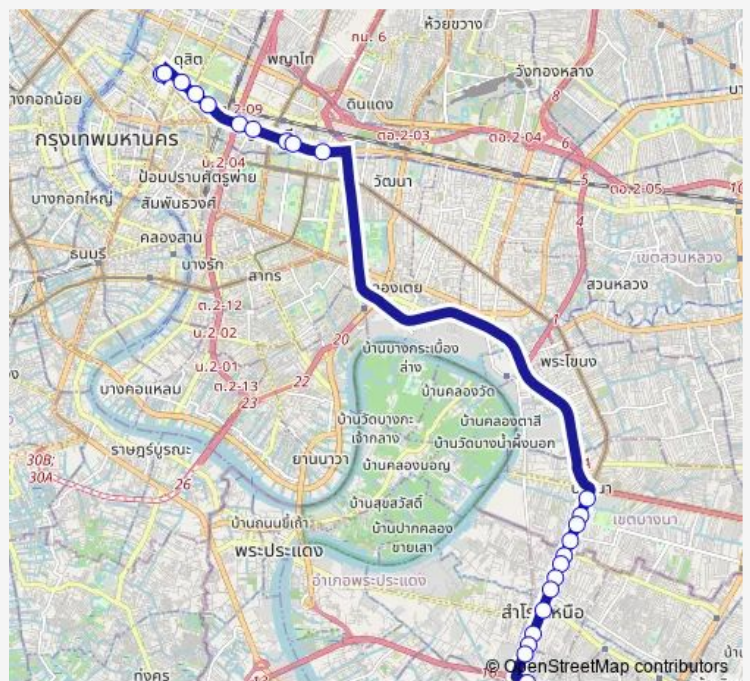 ห้วยขวาง
ทน. 6
ดุสิต
พญาไท
วังทองหลาง
างกอกน้อย
ดินแดง
2.09
8
กรุงเทพมหานคร
ตอ.2-03
ตอ.2-04
6
น.2-04
ป้อมปราบศัตรูพ่าย
วัฒนา
5
ตอ.2-05
10
บางกอกใหญ่
สัมพันธวงศ์
4
คลองสาน
ธนบุรี
บางรัก
เขตสวนหลวง
สาทร
องเตย
สวนหลวง
ต.2-12
1
น.2-02
20
บ้านบางกระเบื้อง
ล่าง
พระโขนง
น.2-01
22
บางคอแหลม
ต.2-13
บ้านคลองวัด
23
บ้านวัดบางกะ
เจ้ากลาง
บ้านคลองตาสี
บ้านวัดบางน้ำผึ้งนอก
ราษฎร์บูรณะ
30B;
30A
ยานนาวา
บ้านคลองมอญ
1
26
บ้านสุขสวัสดิ์
เขตบางนา
บ้านถนนขี้เถ้า
บ้านปากคลอง
ชายเสา
พระประแดง
อำเภอพระประแดง
ทุ่งครุ
13
© OpenStreetMap contributors